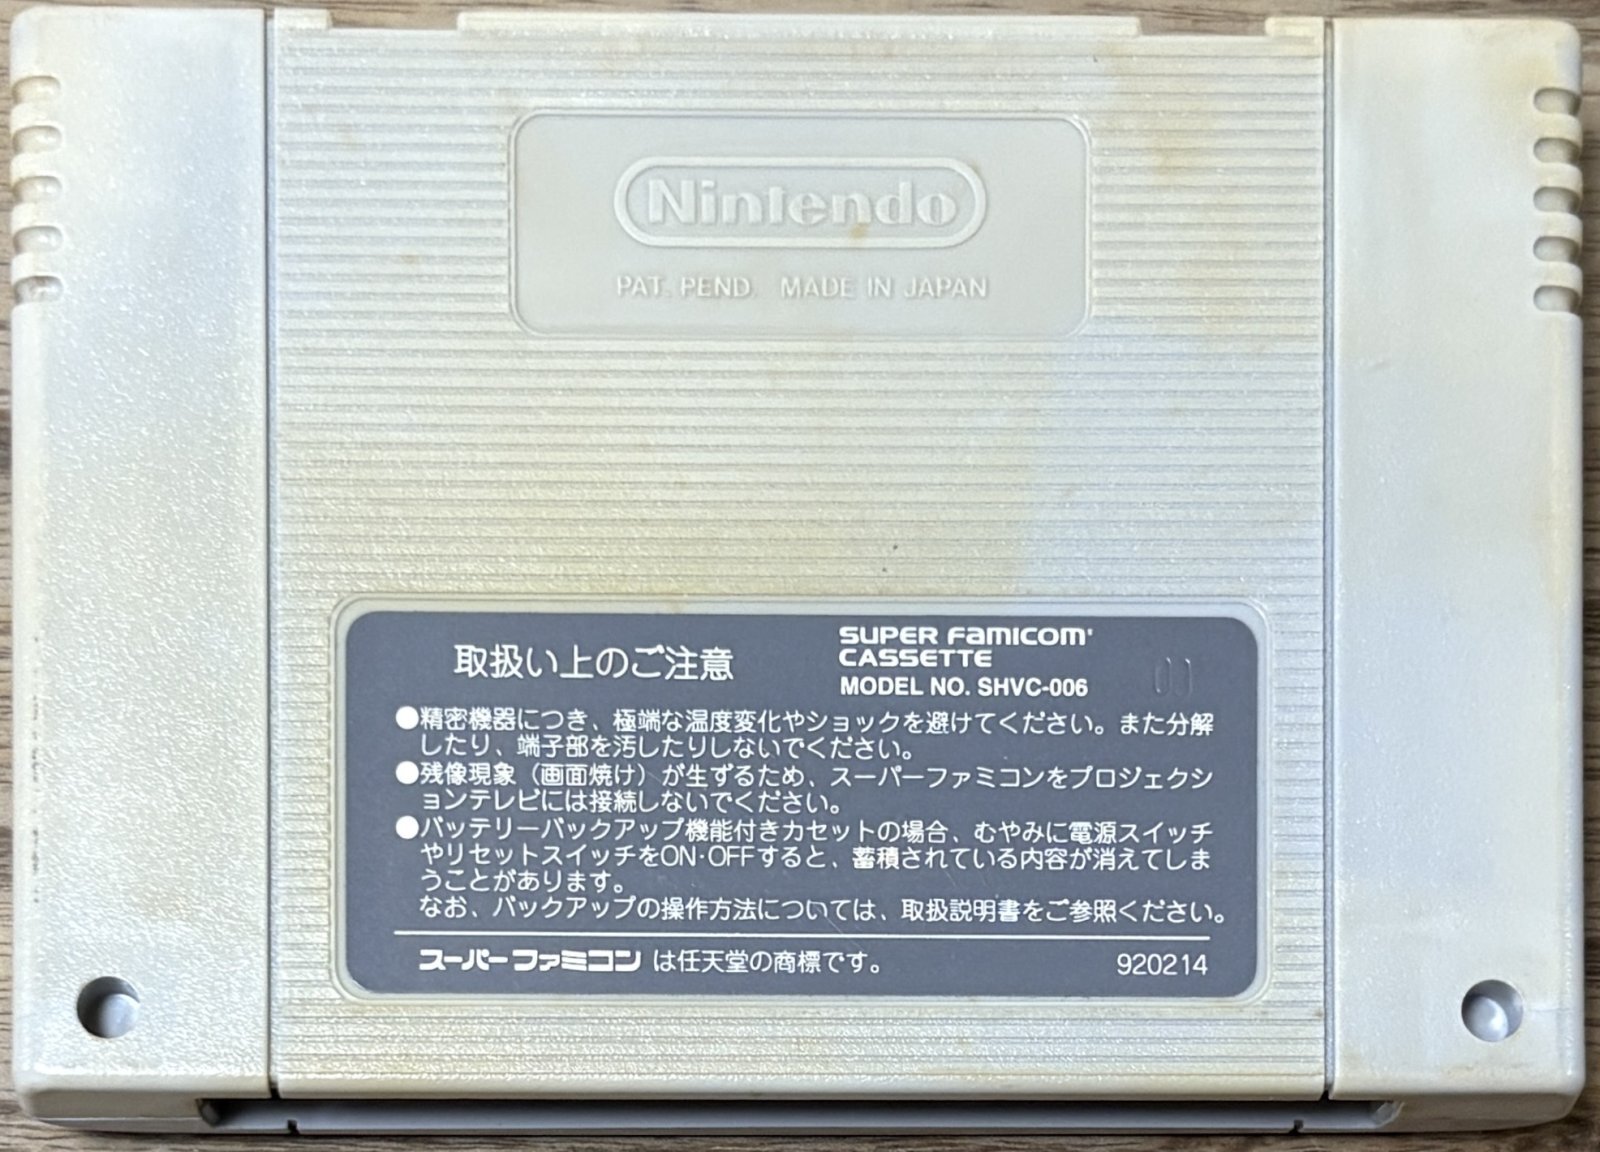 Nintendo
PAT. PEND. MADE IN JAPAN
取扱い上のご注意
SUPER FAMICOM
CASSETTE
MODEL NO. SHVC-006
●精密機器につき、極端な温度変化やショックを避けてください。また分解
したり、端子部を汚したりしないでください。
●残像現象（画面焼け）が生ずるため、スーパーファミコンをプロジェクシ
ョンテレビには接続しないでください。
●バッテリーバックアップ機能付きカセットの場合、むやみに電源スイッチ
やリセットスイッチをON·OFFすると、蓄積されている内容が消えてしま
うことがあります。
なお、バックアップの操作方法については、取扱説明書をご参照ください。
スーパーファミコン は任天堂の商標です。
920214